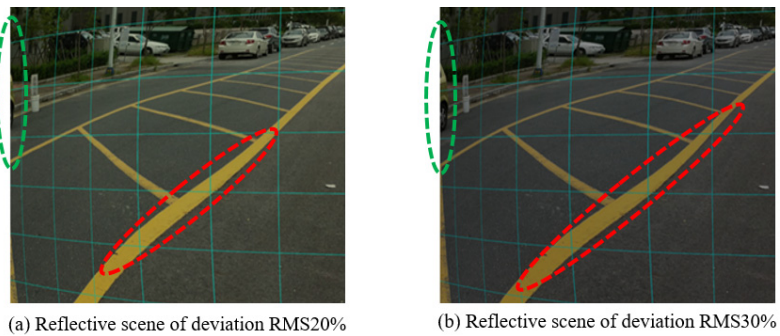 (a) Reflective scene of deviation RMS20%
(b) Reflective scene of deviation RMS30%